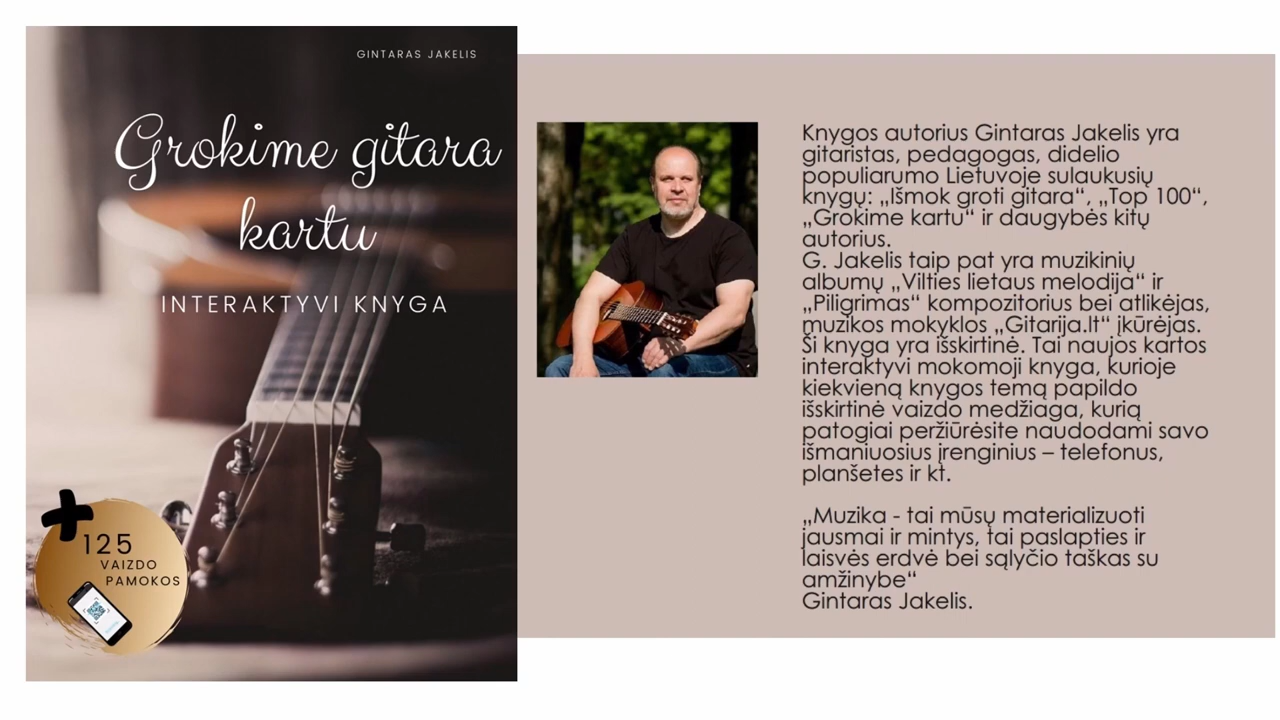 GINTARAS JAKELIS
Grokime gitara
kartu
INTERAKTYVI KNYGA
125
VAIZDO
PAMOKOS
Knygos autorius Gintaras Jakelis yra
gitaristas, pedagogas, didelio
populiarumo Lietuvoje sulaukusių
knygų: „Išmok groti gitara“, „Top 100“,
„Grokime kartu“ ir daugybės kitų
autorius.
G. Jakelis taip pat yra muzikinių
albumų „Vilties lietaus melodija“ ir
„Piligrimas“ kompozitorius bei atlikėjas,
muzikos mokyklos „Gitarija.lt“ įkūrėjas.
Ši knyga yra išskirtinė. Tai naujos kartos
interaktyvi mokomoji knyga, kurioje
kiekvieną knygos temą papildo
išskirtinė vaizdo medžiaga, kurią
patogiai peržiūrėsite naudodami savo
išmaniuosius įrenginius – telefonus,
planšetes ir kt.
„Muzika - tai mūsų materializuoti
jausmai ir mintys, tai paslapties ir
laisvės erdvė bei sąlyčio taškas su
amžinybe“
Gintaras Jakelis.